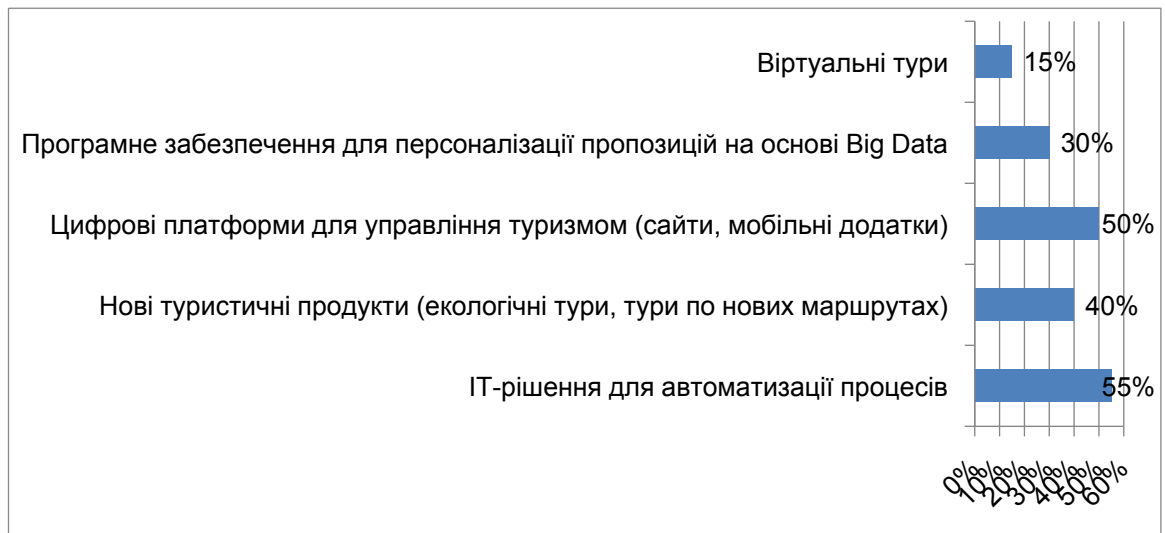 Віртуальні тури 15%
Програмне забезпечення для персоналізації пропозицій на основі Big Data 30%
Цифрові платформи для управління туризмом (сайти, мобільні додатки) 50%
Нові туристичні продукти (екологічні тури, тури по нових маршрутах) 40%
ІТ-рішення для автоматизації процесів 55%
0% 10% 20% 30% 40% 50% 60%